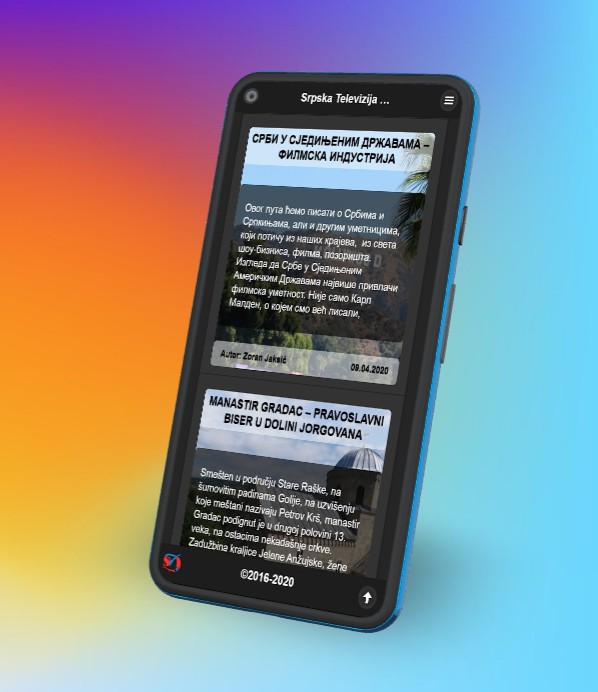 Srpska Televizija ...
СРБИ У СЈЕДИЊЕНИМ ДРЖАВАМА –
ФИЛМСКА ИНДУСТРИЈА
Овог пута ћемо писати о Србима и
Српкињама, али и другим уметницима,
који потичу из наших крајева, из света
шоу-бизниса, филма, позоришта.
Изгледа да Србе у Сједињеним
Америчким Државама највише привлачи
филмска уметност. Није само Карл
Малден, о којем смо већ писали,
Autor: Zoran Jaksić
09.04.2020
MANASTIR GRADAC – PRAVOSLAVNI
BISER U DOLINI JORGOVANA
Smešten u području Stare Raške, na
šumovitim padinama Golije, na uzvišenju
koje meštani nazivaju Petrov Krš, manastir
Gradac podignut je u drugoj polovini 13.
veka, na ostacima nekadašnje crkve.
Zadužbina kraljice Jelene Anžujske, žene
©2016-2020